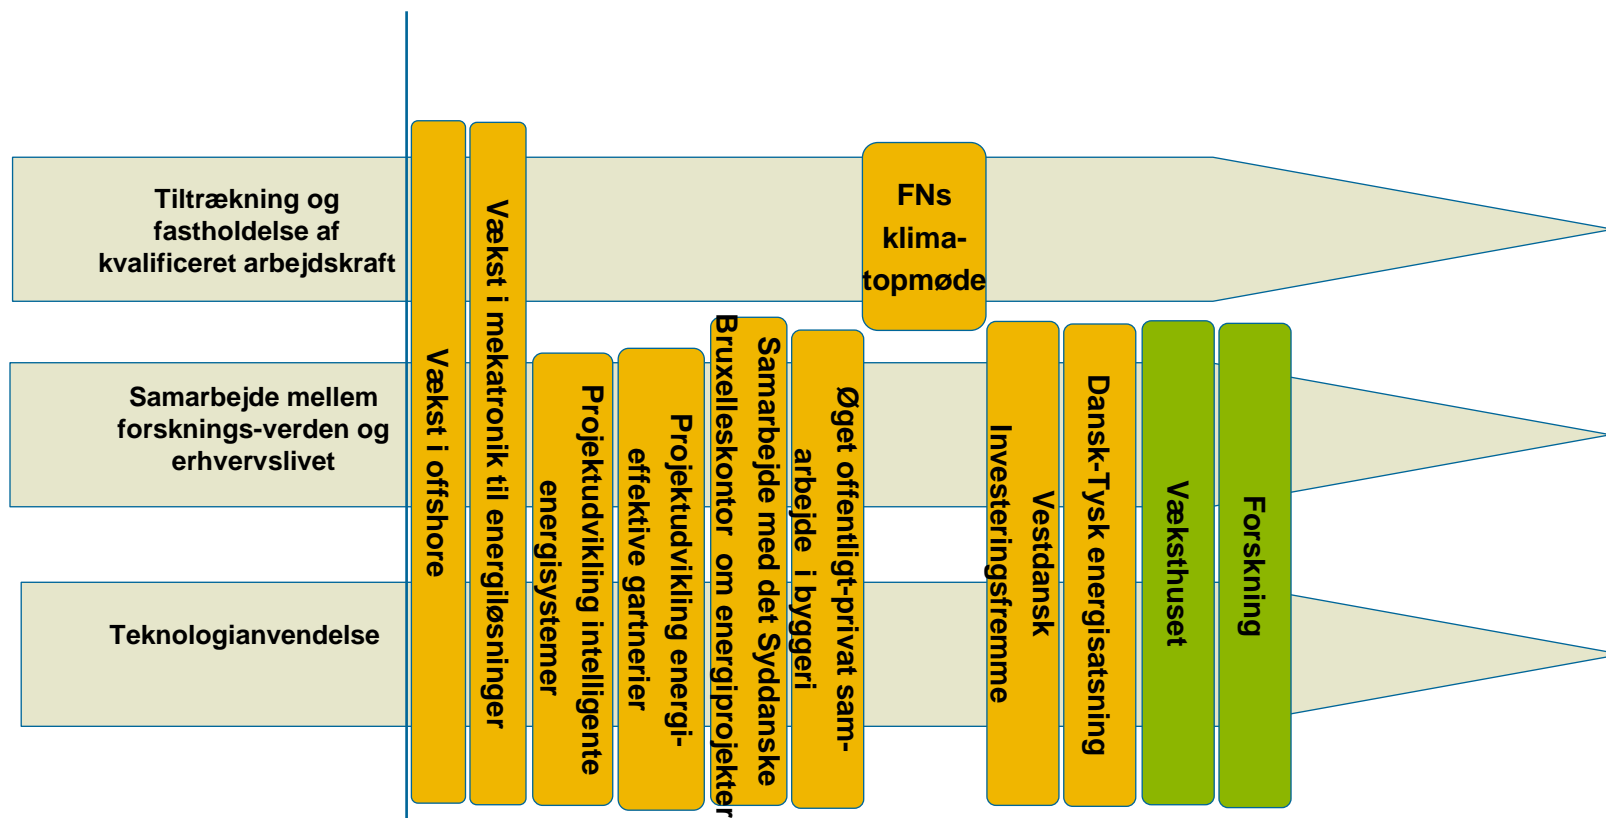 Tiltrækning og
fastholdelse af
kvalificeret arbejdskraft
Samarbejde mellem
forsknings-verden og
erhvervslivet
Teknologianvendelse
Vækst i offshore
Vækst i mekatronik til energiløsninger
Projektudvikling intelligente
energisystemer
Projektudvikling energi-
effektive gartnerier
Samarbejde med det Syddanske
Bruxelleskontor om energiprojekter
Øget offentligt-privat sam-
arbejde i byggeri
FNs
klima-
topmøde
Vestdansk
Investeringsfremme
Dansk-Tysk energisatsning
Væksthuset
Forskning